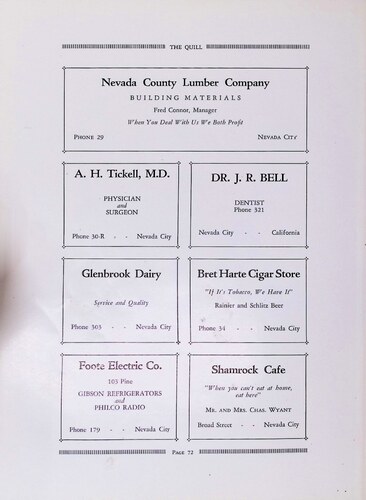 THE QUILL
Nevada County Lumber Company
BUILDING MATERIALS
Fred Connor, Manager
When You Deal With Us We Both Profit
PHONE 29 NEVADA CITY
A. H. Tickell, M.D.
PHYSICIAN
and
SURGEON
Phone 30-R - - Nevada City
DR. J. R. BELL
DENTIST
Phone 321
Nevada City - - California
Glenbrook Dairy
Service and Quality
Phone 303 - - Nevada City
Bret Harte Cigar Store
"If It's Tobacco, We Have It"
Rainier and Schlitz Beer
Phone 34 - - Nevada City
Foote Electric Co.
103 Pine
GIBSON REFRIGERATORS
and
PHILCO RADIO
Phone 179 - - Nevada City
Shamrock Cafe
"When you can't eat at home,
eat here"
MR. AND MRS. CHAS. WYANT
Broad Street - - Nevada City
PAGE 72